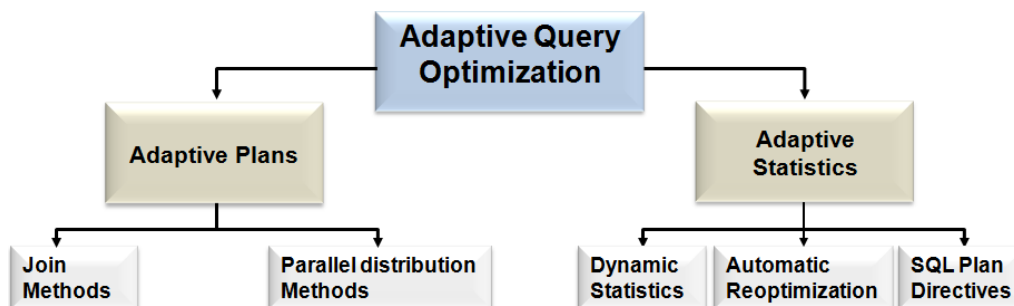 Adaptive Query
Optimization
Adaptive Plans
Adaptive
Statistics
Join
Methods
Parallel distribution
Methods
Dynamic
Statistics
Automatic
Reoptimization
SQL Plan
Directives